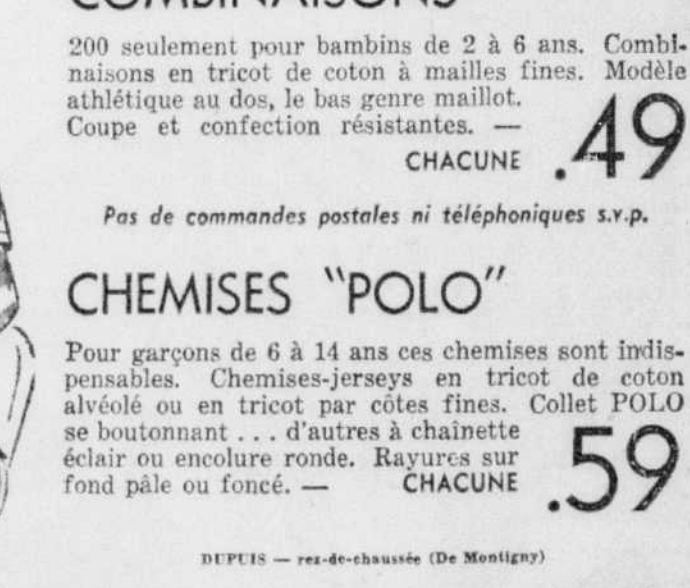 COMBINAISONS
200 seulement pour bambins de 2 à 6 ans. Combi-
naisons en tricot de coton à mailles fines. Modèle
athlétique au dos, le bas genre maillot.
Coupe et confection résistantes. —
CHACUNE .49
Pas de commandes postales ni téléphoniques s.v.p.
CHEMISES "POLO"
Pour garçons de 6 à 14 ans ces chemises sont indis-
pensables. Chemises-jerseys en tricot de coton
alvéolé ou en tricot par côtes fines. Collet POLO
se boutonnant . . . d'autres à chaînette
éclair ou encolure ronde. Rayures sur
fond pâle ou foncé. — CHACUNE .59
DUPUIS — rez-de-chaussée (De Montigny)